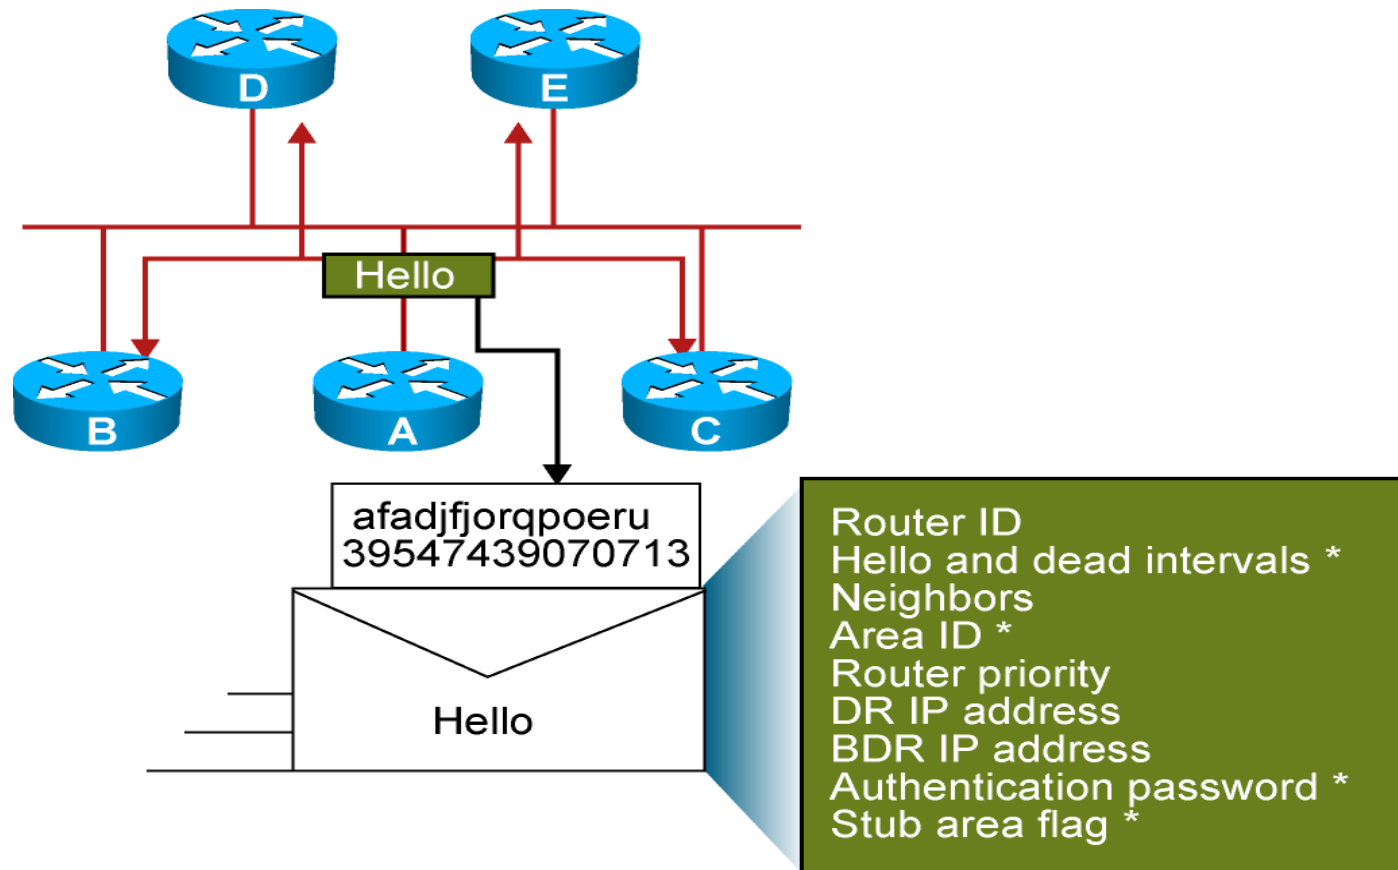 D
E
Hello
B
A
C
afadjfjorqpoeru
39547439070713
Hello
Router ID
Hello and dead intervals *
Neighbors
Area ID *
Router priority
DR IP address
BDR IP address
Authentication password *
Stub area flag *